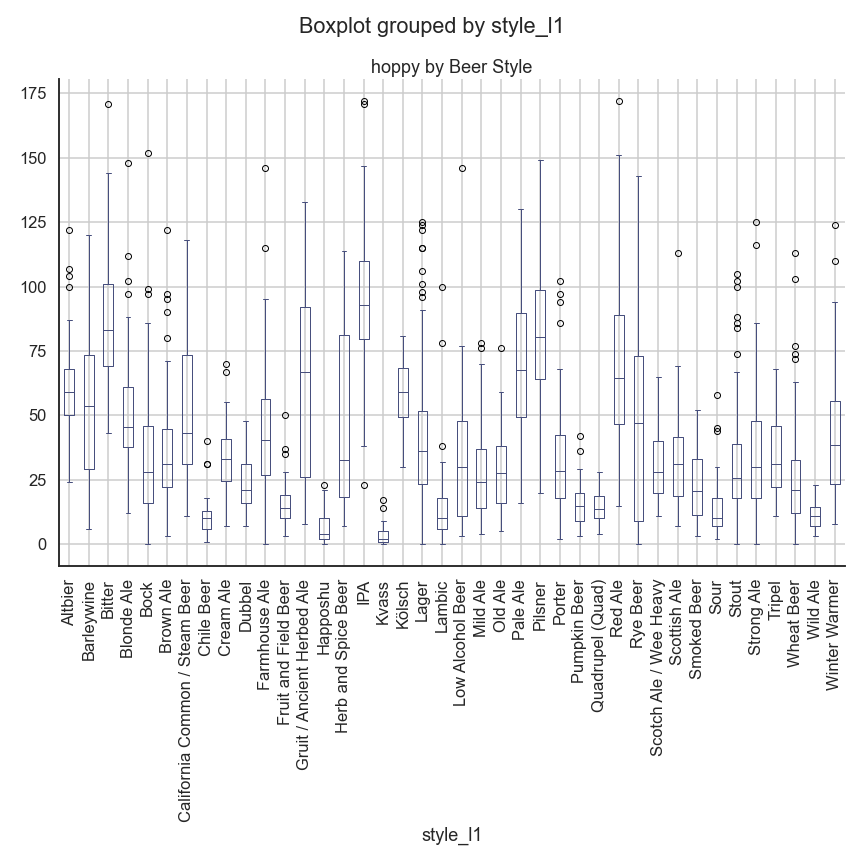 Boxplot grouped by style_l1
hoppy by Beer Style
175
150
125
100
75
50
25
0
Altbier
Barleywine
Bitter
Blonde Ale
Bock
Brown Ale
California Common / Steam Beer
Chile Beer
Cream Ale
Dubbel
Farmhouse Ale
Fruit and Field Beer
Gruit / Ancient Herbed Ale
Happoshu
Herb and Spice Beer
IPA
Kvass
Kölsch
Lager
Lambic
Low Alcohol Beer
Mild Ale
Old Ale
Pale Ale
Pilsner
Porter
Pumpkin Beer
Quadrupel (Quad)
Red Ale
Rye Beer
Scotch Ale / Wee Heavy
Scottish Ale
Smoked Beer
Sour
Stout
Strong Ale
Tripel
Wheat Beer
Wild Ale
Winter Warmer
style_l1